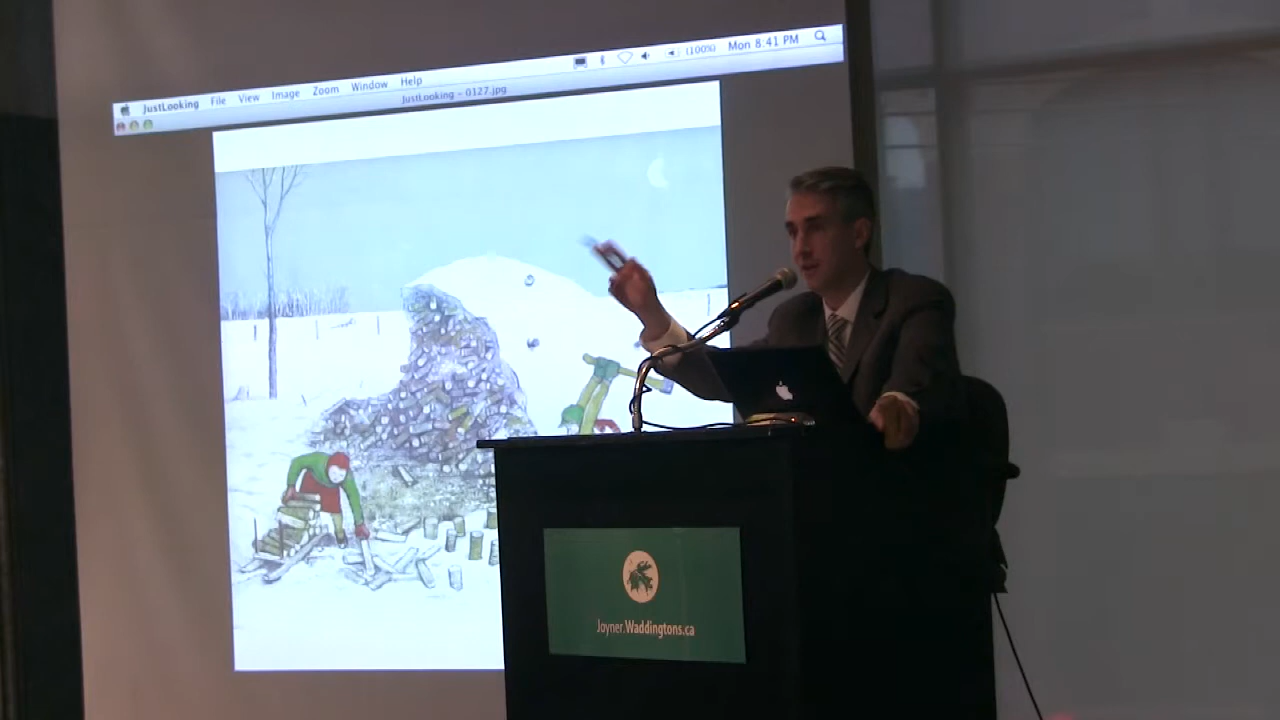 JustLooking File View Image Zoom Window Help (100%) Mon 8:41 PM
JustLooking - 0127.jpg
Joyner.Waddingtons.ca